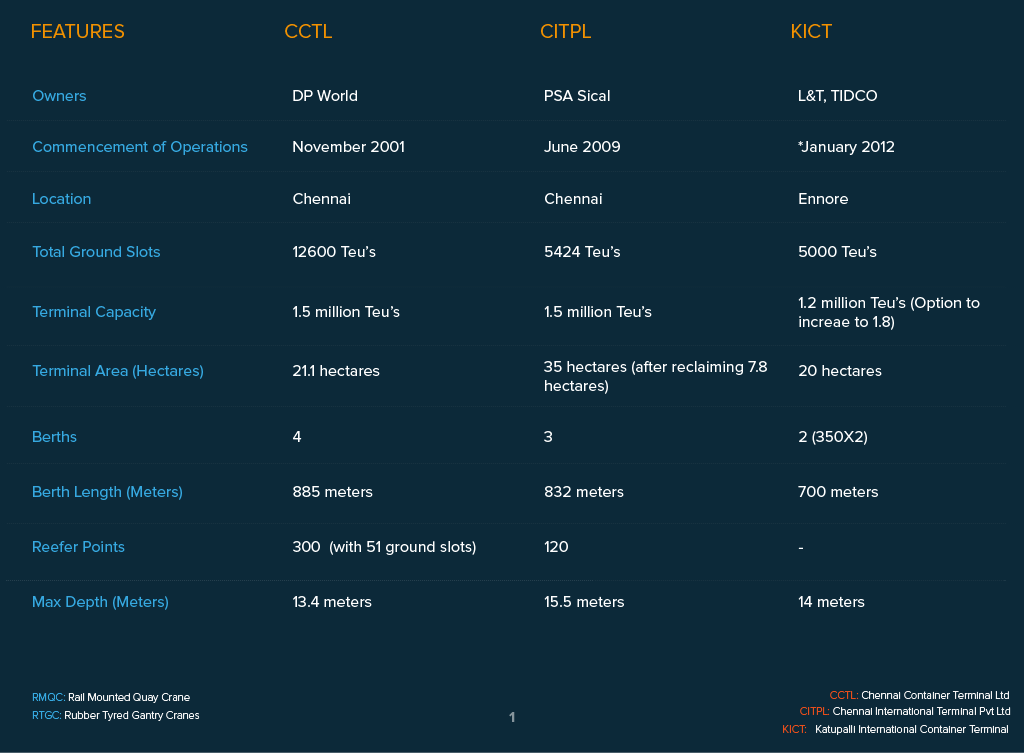 FEATURES CCTL CITPL KICT
Owners DP World PSA Sical L&T, TIDCO
Commencement of Operations November 2001 June 2009 *January 2012
Location Chennai Chennai Ennore
Total Ground Slots 12600 Teu’s 5424 Teu’s 5000 Teu’s
Terminal Capacity 1.5 million Teu’s 1.5 million Teu’s 1.2 million Teu’s (Option to
increae to 1.8)
Terminal Area (Hectares) 21.1 hectares 35 hectares (after reclaiming 7.8 20 hectares
hectares)
Berths 4 3 2 (350X2)
Berth Length (Meters) 885 meters 832 meters 700 meters
Reefer Points 300 (with 51 ground slots) 120 -
Max Depth (Meters) 13.4 meters 15.5 meters 14 meters
RMQC: Rail Mounted Quay Crane
RTGC: Rubber Tyred Gantry Cranes
1
CCTL: Chennai Container Terminal Ltd
CITPL: Chennai International Terminal Pvt Ltd
KICT: Katupalli International Container Terminal